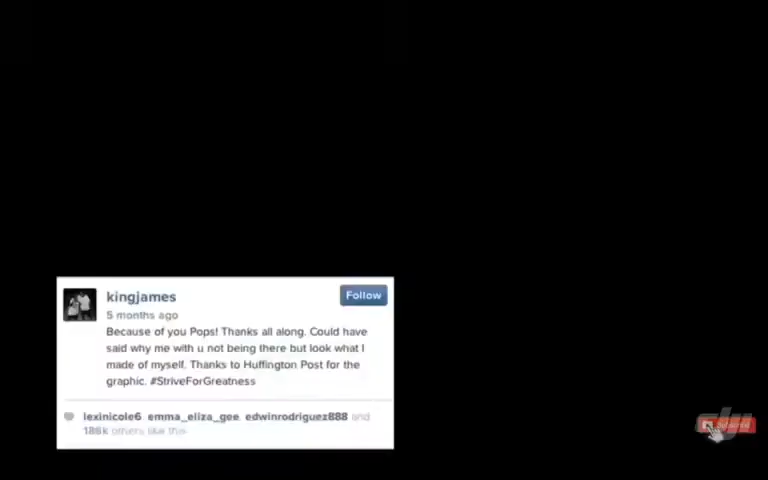 kingjames
Follow
5 months ago
Because of you Pops! Thanks all along. Could have
said why me with u not being there but look what I
made of myself. Thanks to Huffington Post for the
graphic. #StriveForGreatness
lexinicole6 emma_eliza_gee edwinrodriguez888 and
186k others like this
dju